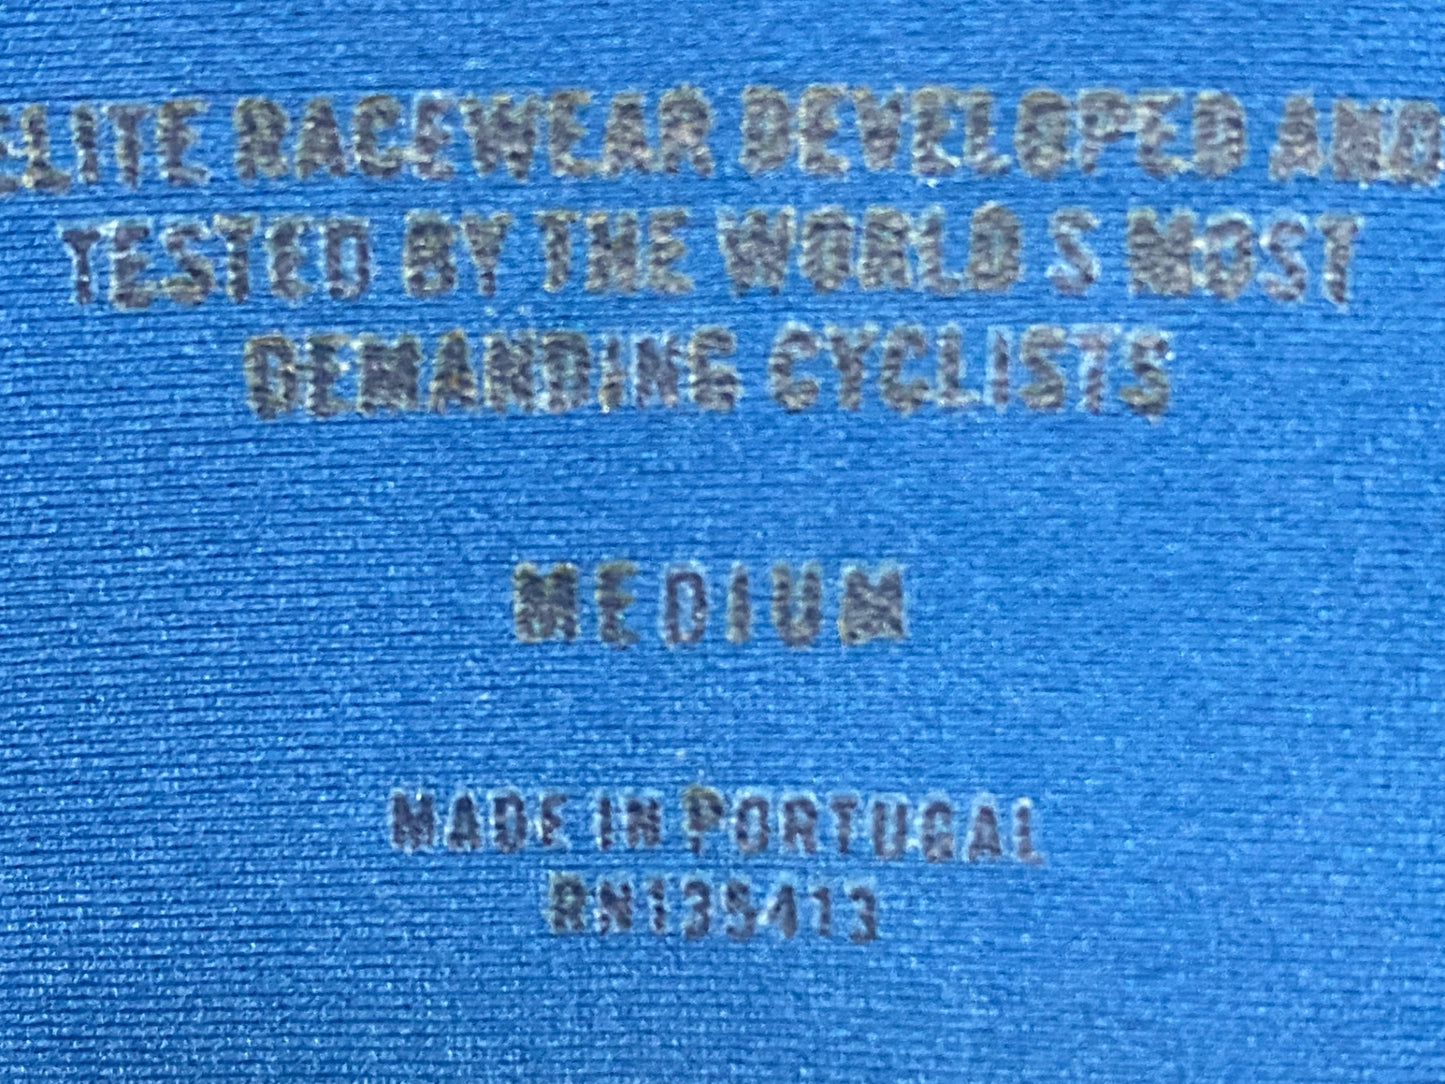 ELITE RACEWEAR DEVELOPED AND
TESTED BY THE WORLD S MOST
DEMANDING CYCLISTS
MEDIUM
MADE IN PORTUGAL
RN135413